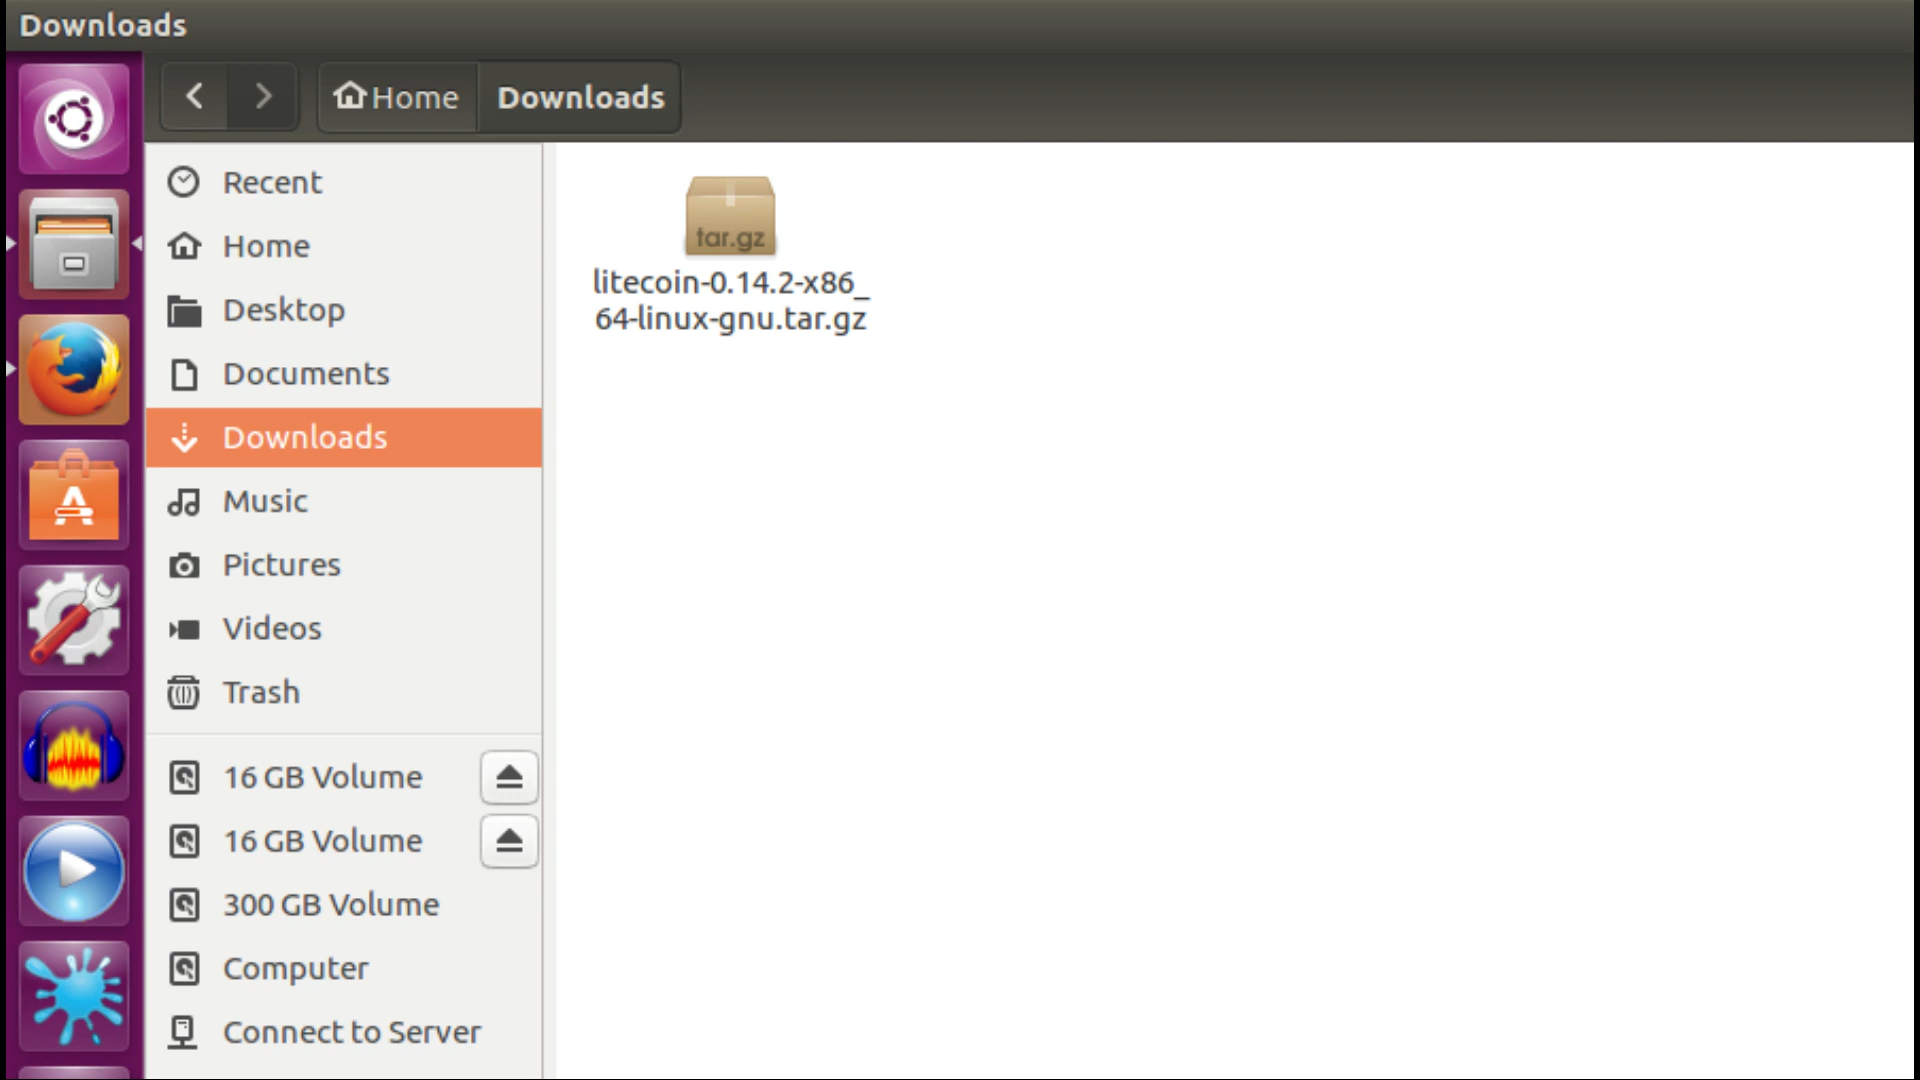 Downloads
Home
Downloads
Recent
Home
Desktop
Documents
Downloads
Music
Pictures
Videos
Trash
16 GB Volume
16 GB Volume
300 GB Volume
Computer
Connect to Server
tar.gz
litecoin-0.14.2-x86_
64-linux-gnu.tar.gz